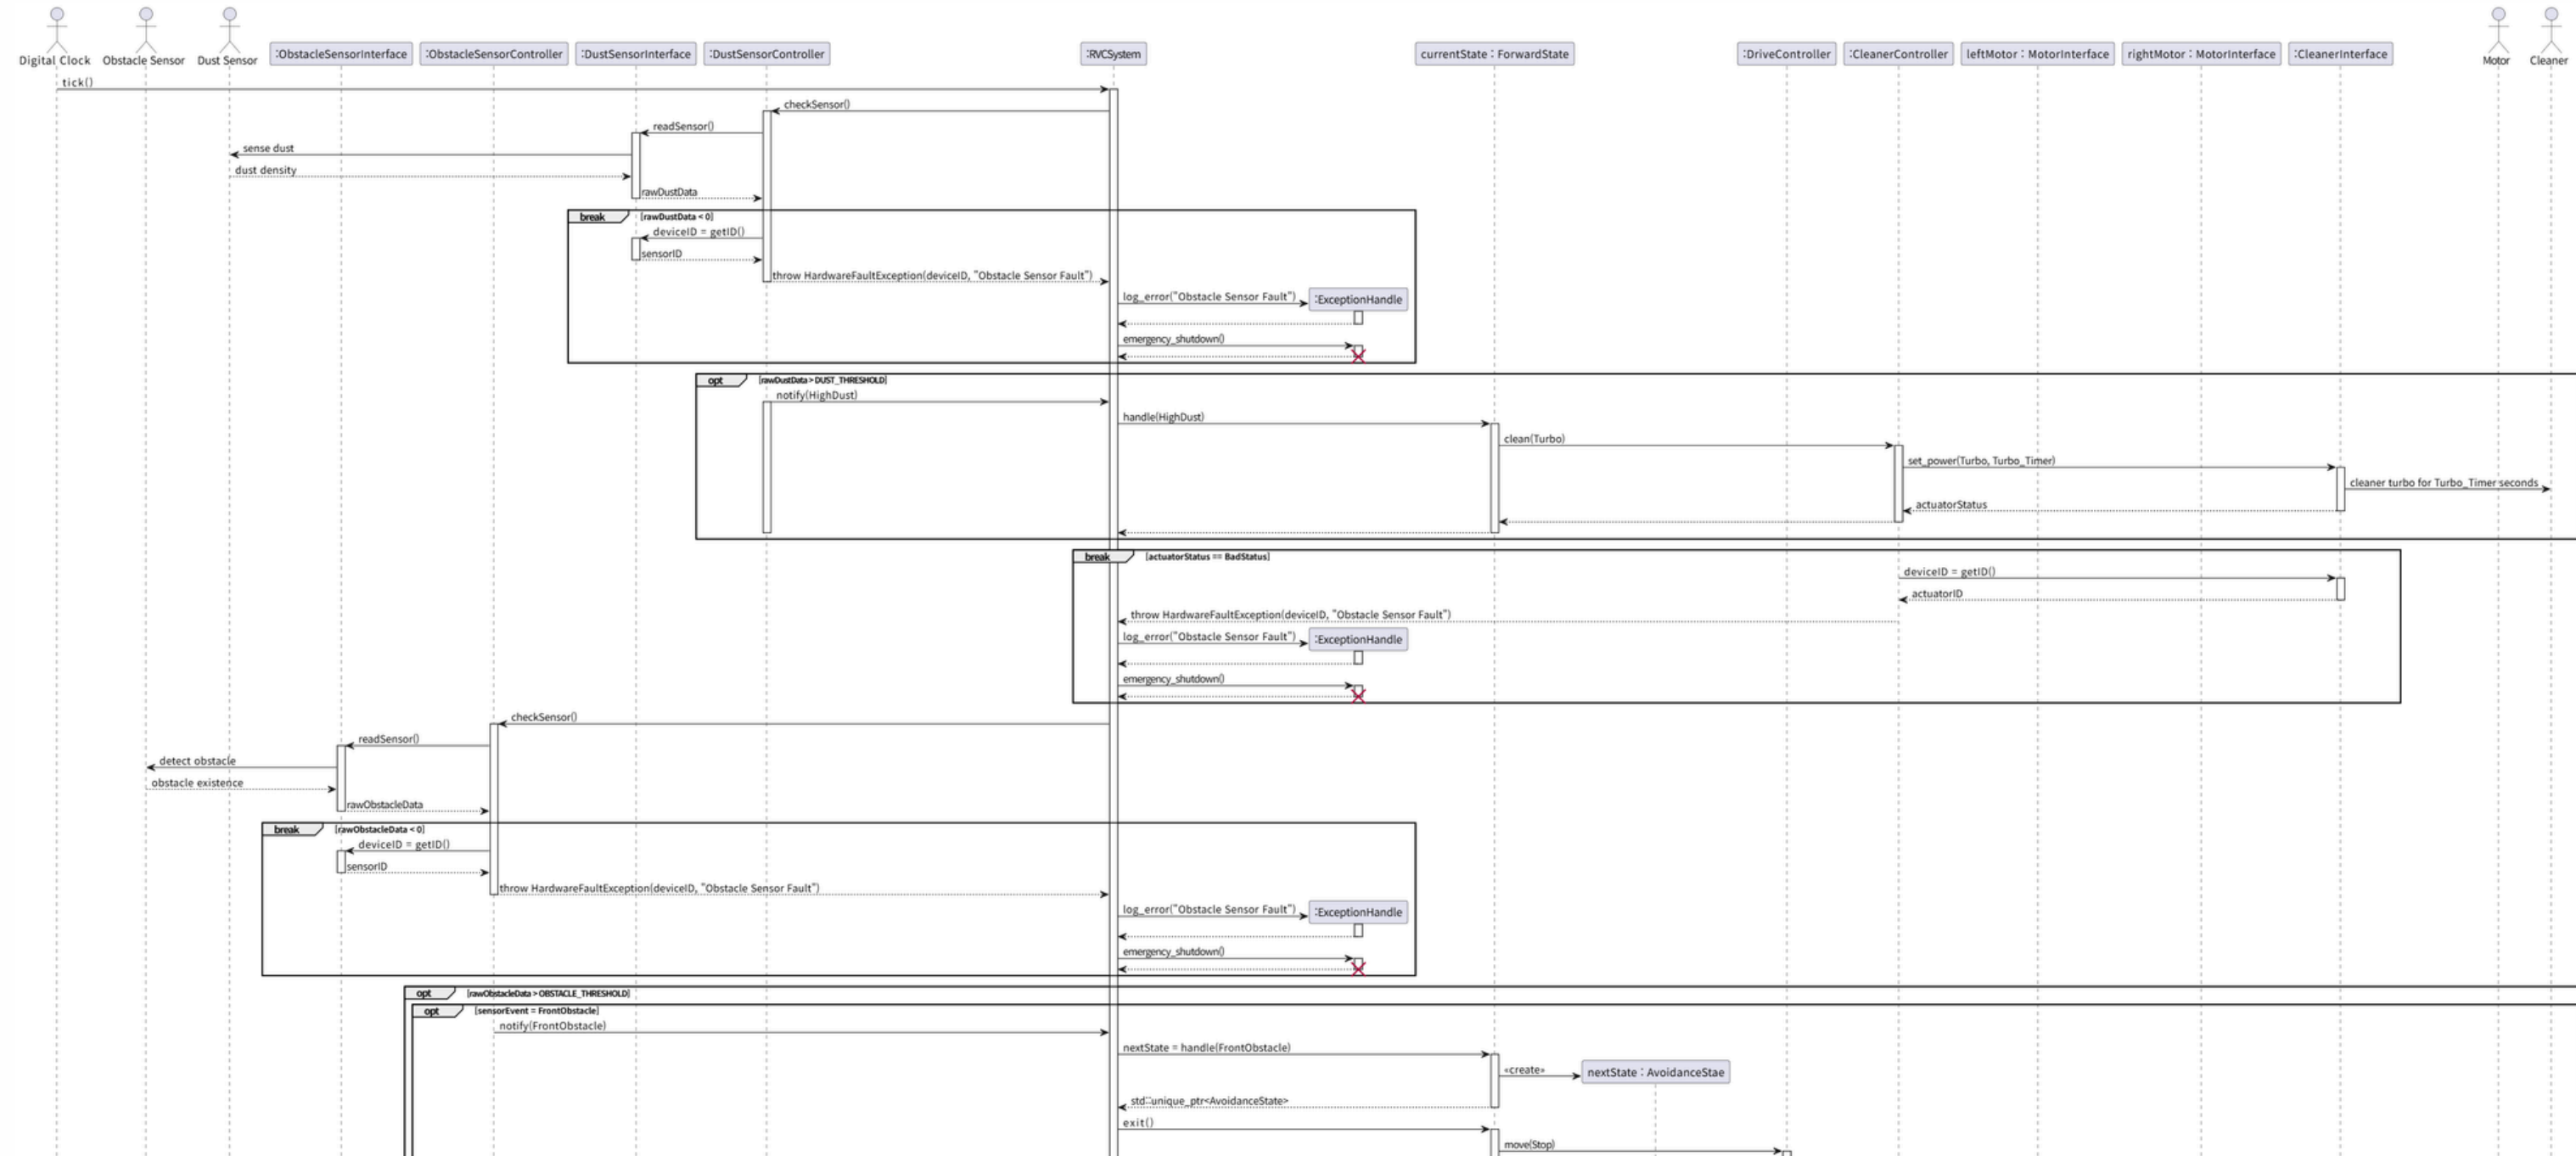 Digital Clock
Obstacle Sensor
Dust Sensor
:ObstacleSensorInterface
:ObstacleSensorController
:DustSensorInterface
:DustSensorController
:RVCSystem
currentState : ForwardState
:DriveController
:CleanerController
leftMotor : MotorInterface
rightMotor : MotorInterface
:CleanerInterface
Motor
Cleaner
tick()
checkSensor()
readSensor()
sense dust
dust density
rawDustData
break [rawDustData < 0]
deviceID = getID()
sensorID
throw HardwareFaultException(deviceID, "Obstacle Sensor Fault")
log_error("Obstacle Sensor Fault")
:ExceptionHandle
emergency_shutdown()
opt [rawDustData > DUST_THRESHOLD]
notify(HighDust)
handle(HighDust)
clean(Turbo)
set_power(Turbo, Turbo_Timer)
cleaner turbo for Turbo_Timer seconds
actuatorStatus
break [actuatorStatus == BadStatus]
deviceID = getID()
actuatorID
throw HardwareFaultException(deviceID, "Obstacle Sensor Fault")
log_error("Obstacle Sensor Fault")
:ExceptionHandle
emergency_shutdown()
checkSensor()
readSensor()
detect obstacle
obstacle existence
rawObstacleData
break [rawObstacleData < 0]
deviceID = getID()
sensorID
throw HardwareFaultException(deviceID, "Obstacle Sensor Fault")
log_error("Obstacle Sensor Fault")
:ExceptionHandle
emergency_shutdown()
opt [rawObstacleData > OBSTACLE_THRESHOLD]
opt [sensorEvent = FrontObstacle]
notify(FrontObstacle)
nextState = handle(FrontObstacle)
«create»
nextState : AvoidanceStae
std::unique_ptr<AvoidanceState>
exit()
move(Stop)